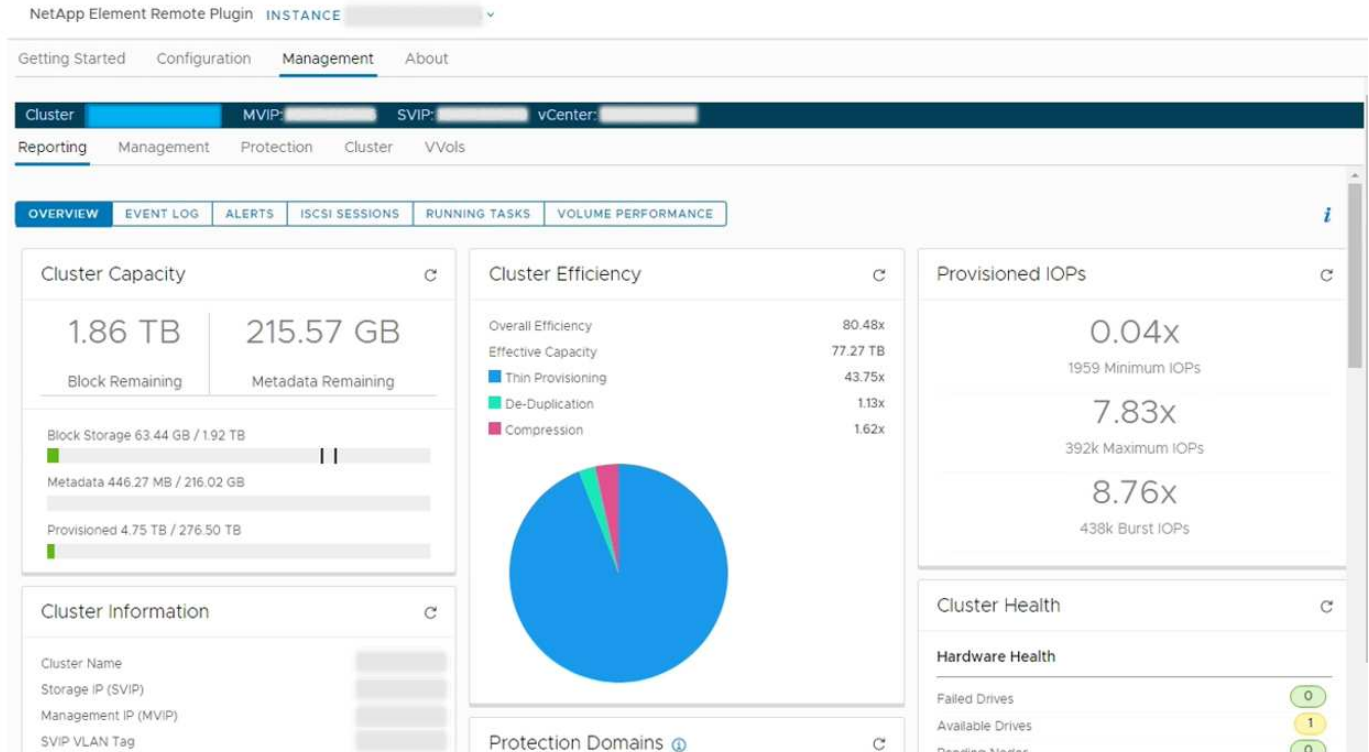 NetApp Element Remote Plugin INSTANCE
Getting Started Configuration Management About
Cluster MVIP: SVIP: vCenter:
Reporting Management Protection Cluster VVols
OVERVIEW EVENT LOG ALERTS ISCSI SESSIONS RUNNING TASKS VOLUME PERFORMANCE i
Cluster Capacity
1.86 TB 215.57 GB
Block Remaining Metadata Remaining
Block Storage 63.44 GB / 1.92 TB
Metadata 446.27 MB / 216.02 GB
Provisioned 4.75 TB / 276.50 TB
Cluster Information
Cluster Name
Storage IP (SVIP)
Management IP (MVIP)
SVIP VLAN Tag
Cluster Efficiency
Overall Efficiency 80.48x
Effective Capacity 77.27 TB
Thin Provisioning 43.75x
De-Duplication 1.13x
Compression 1.62x
Protection Domains
Provisioned IOPs
0.04x
1959 Minimum IOPs
7.83x
392k Maximum IOPs
8.76x
438k Burst IOPs
Cluster Health
Hardware Health
Failed Drives 0
Available Drives 1
Pending Nodes 0